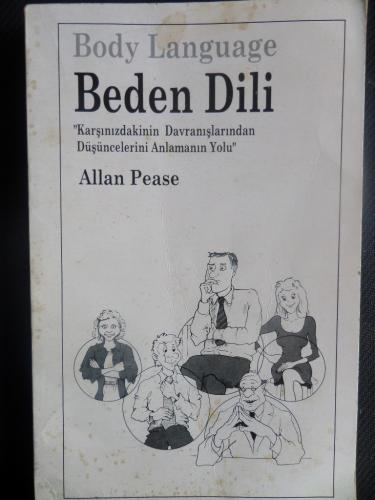 Body Language
Beden Dili
"Karşınızdakinin Davranışlarından
Düşüncelerini Anlamanın Yolu"
Allan Pease